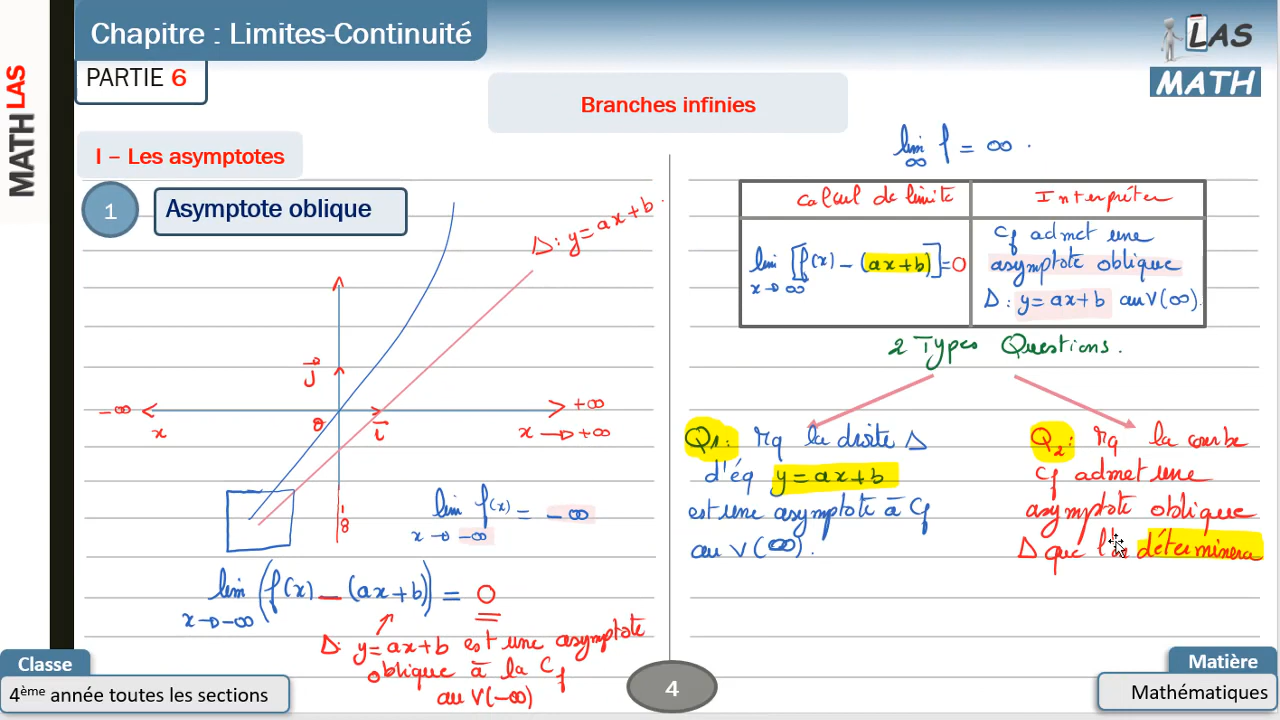 Chapitre : Limites-Continuité
LAS
MATH
PARTIE 6
MATH LAS
Branches infinies
I – Les asymptotes
1
Asymptote oblique
Δ: y = ax+b
J
-∞
x
0
i
+∞
x → +∞
-∞
lim f(x) = -∞
x → -∞
lim (f(x) - (ax+b)) = 0
x → -∞
Δ: y = ax+b est une asymptote
oblique à la Cf
au V(-∞)
lim f = ∞
∞
Calcul de limite
Interpréter
lim [f(x) - (ax+b)] = 0
x → ∞
Cf admet une
asymptote oblique
Δ: y = ax+b au V(∞).
2 Types Questions.
Q1: Mq la droite Δ
d'éq y = ax+b
est une asymptote à Cf
au V(∞).
Q2: Mq la courbe
Cf admet une
asymptote oblique
Δ que l'on déterminera
4
Classe
4ème année toutes les sections
Matière
Mathématiques